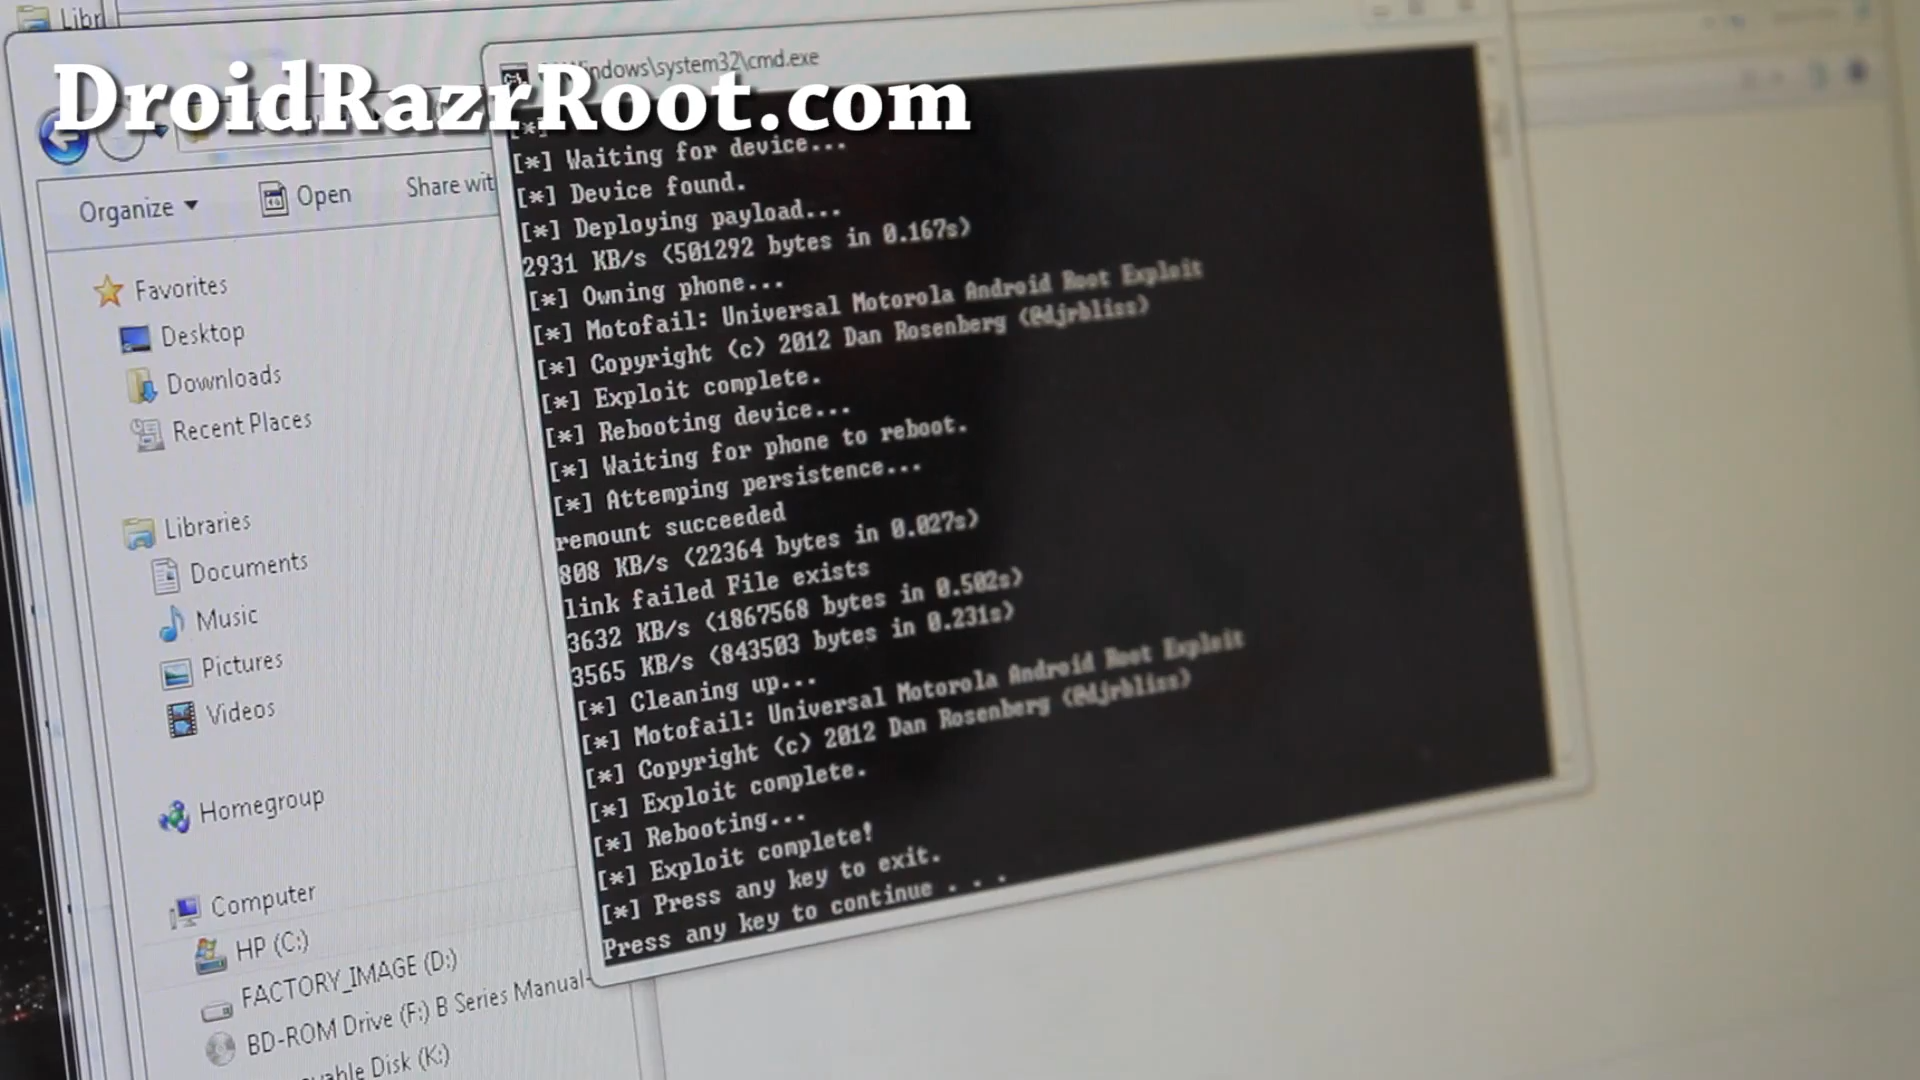 Libr
Windows\system32\cmd.exe
DroidRazrRoot.com
Organize
Open
Share wit
Favorites
Desktop
Downloads
Recent Places
Libraries
Documents
Music
Pictures
Videos
Homegroup
Computer
HP (C:)
FACTORY_IMAGE (D:)
BD-ROM Drive (F:) B Series Manual-
vable Disk (K:)
[*]
[*] Waiting for device...
[*] Device found.
[*] Deploying payload...
2931 KB/s (501292 bytes in 0.167s)
[*] Owning phone...
[*] Motofail: Universal Motorola Android Root Exploit
[*] Copyright (c) 2012 Dan Rosenberg (@djrbliss)
[*] Exploit complete.
[*] Rebooting device...
[*] Waiting for phone to reboot.
[*] Attemping persistence...
remount succeeded
808 KB/s (22364 bytes in 0.027s)
link failed File exists
3632 KB/s (1867568 bytes in 0.502s)
3565 KB/s (843503 bytes in 0.231s)
[*] Cleaning up...
[*] Motofail: Universal Motorola Android Root Exploit
[*] Copyright (c) 2012 Dan Rosenberg (@djrbliss)
[*] Exploit complete.
[*] Rebooting...
[*] Exploit complete!
[*] Press any key to exit.
Press any key to continue . . .